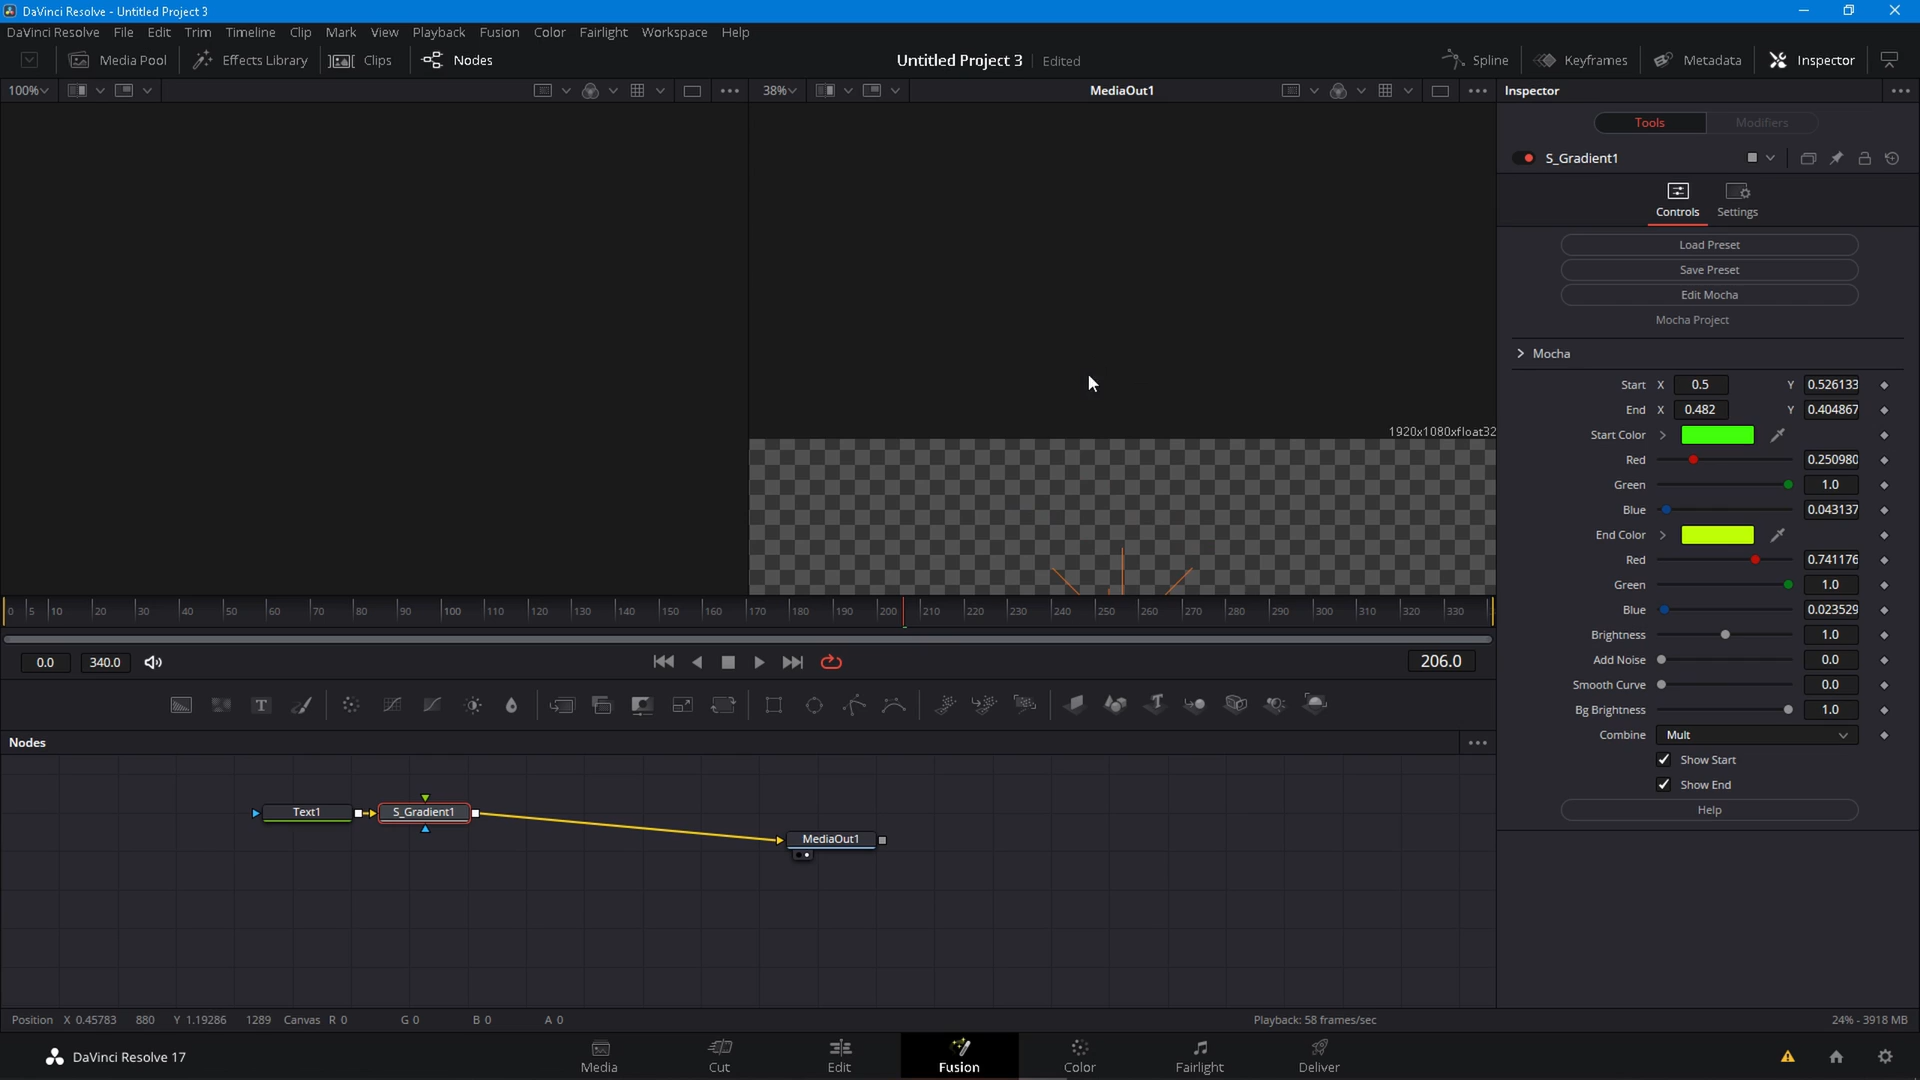 DaVinci Resolve - Untitled Project 3
DaVinci Resolve File Edit Trim Timeline Clip Mark View Playback Fusion Color Fairlight Workspace Help
Media Pool Effects Library Clips Nodes Untitled Project 3 Edited Spline Keyframes Metadata Inspector
100% 38% MediaOut1 Inspector
Tools Modifiers
S_Gradient1
Controls Settings
Load Preset
Save Preset
Edit Mocha
Mocha Project
Mocha
Start X 0.5 Y 0.526133
End X 0.482 Y 0.404867
1920x1080xfloat32
Start Color
Red 0.250980
Green 1.0
Blue 0.043137
End Color
Red 0.741176
Green 1.0
Blue 0.023529
Brightness 1.0
Add Noise 0.0
Smooth Curve 0.0
Bg Brightness 1.0
Combine Mult
Show Start
Show End
Help
0 5 10 20 30 40 50 60 70 80 90 100 110 120 130 140 150 160 170 180 190 200 210 220 230 240 250 260 270 280 290 300 310 320 330
0.0 340.0 206.0
Nodes
Text1 S_Gradient1
MediaOut1
Position X 0.45783 880 Y 1.19286 1289 Canvas R 0 G 0 B 0 A 0 Playback: 58 frames/sec 24% - 3918 MB
DaVinci Resolve 17 Media Cut Edit Fusion Color Fairlight Deliver